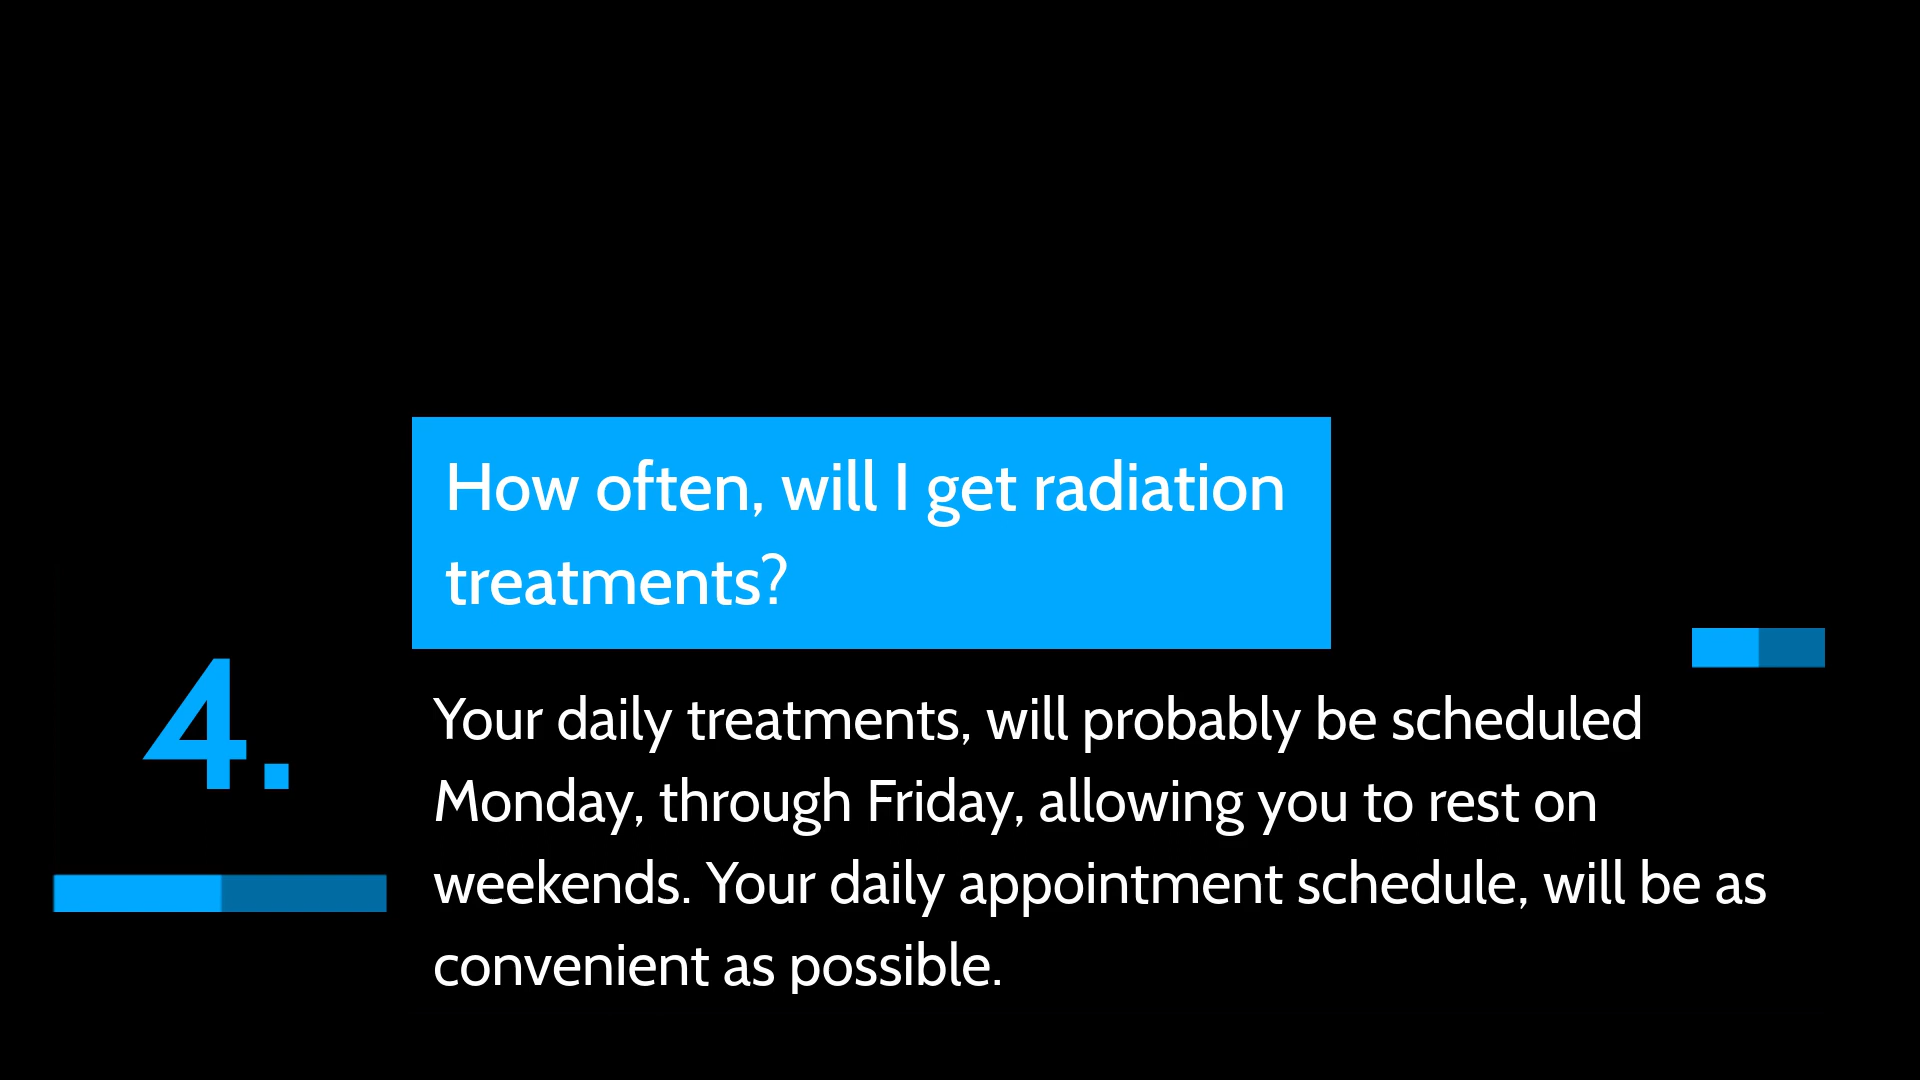 How often, will I get radiation
treatments?
4.
Your daily treatments, will probably be scheduled
Monday, through Friday, allowing you to rest on
weekends. Your daily appointment schedule, will be as
convenient as possible.